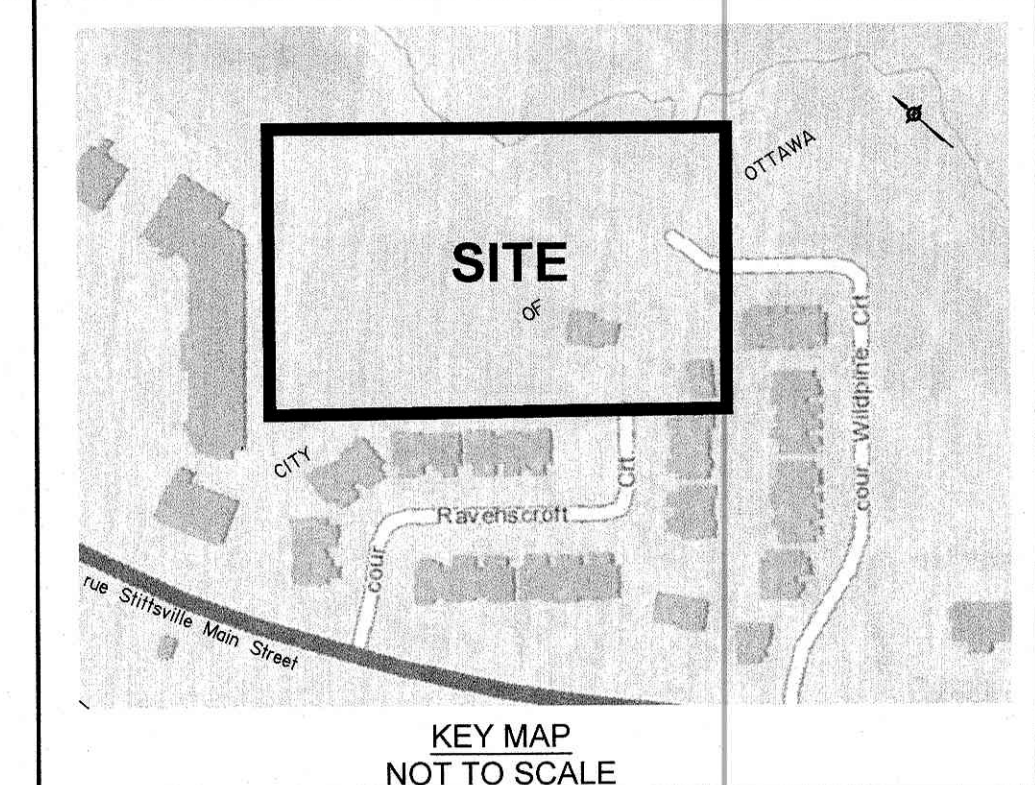 OTTAWA
SITE
OF
CITY
cour Wildpine Crt
Crt
Ravenscroft
cour
rue Stittsville Main Street
KEY MAP
NOT TO SCALE